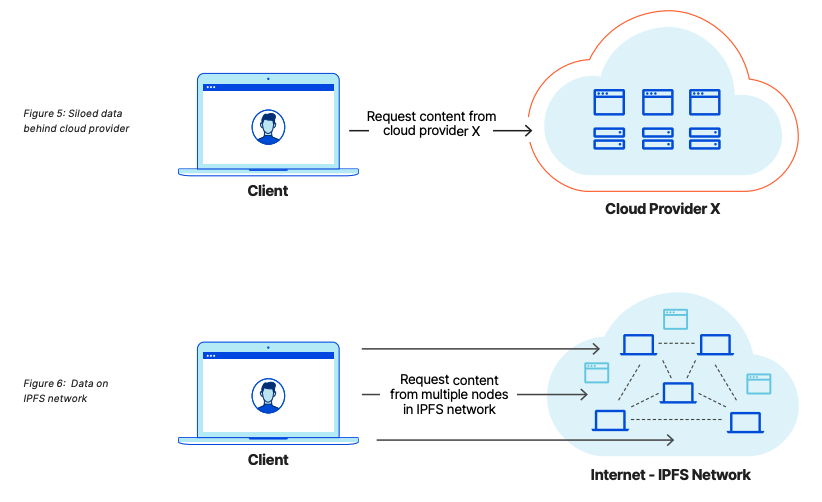 Figure 5: Siloed data
behind cloud provider
Request content from
cloud provider X
Client
Cloud Provider X
Figure 6: Data on
IPFS network
Request content
from multiple nodes
in IPFS network
Client
Internet - IPFS Network